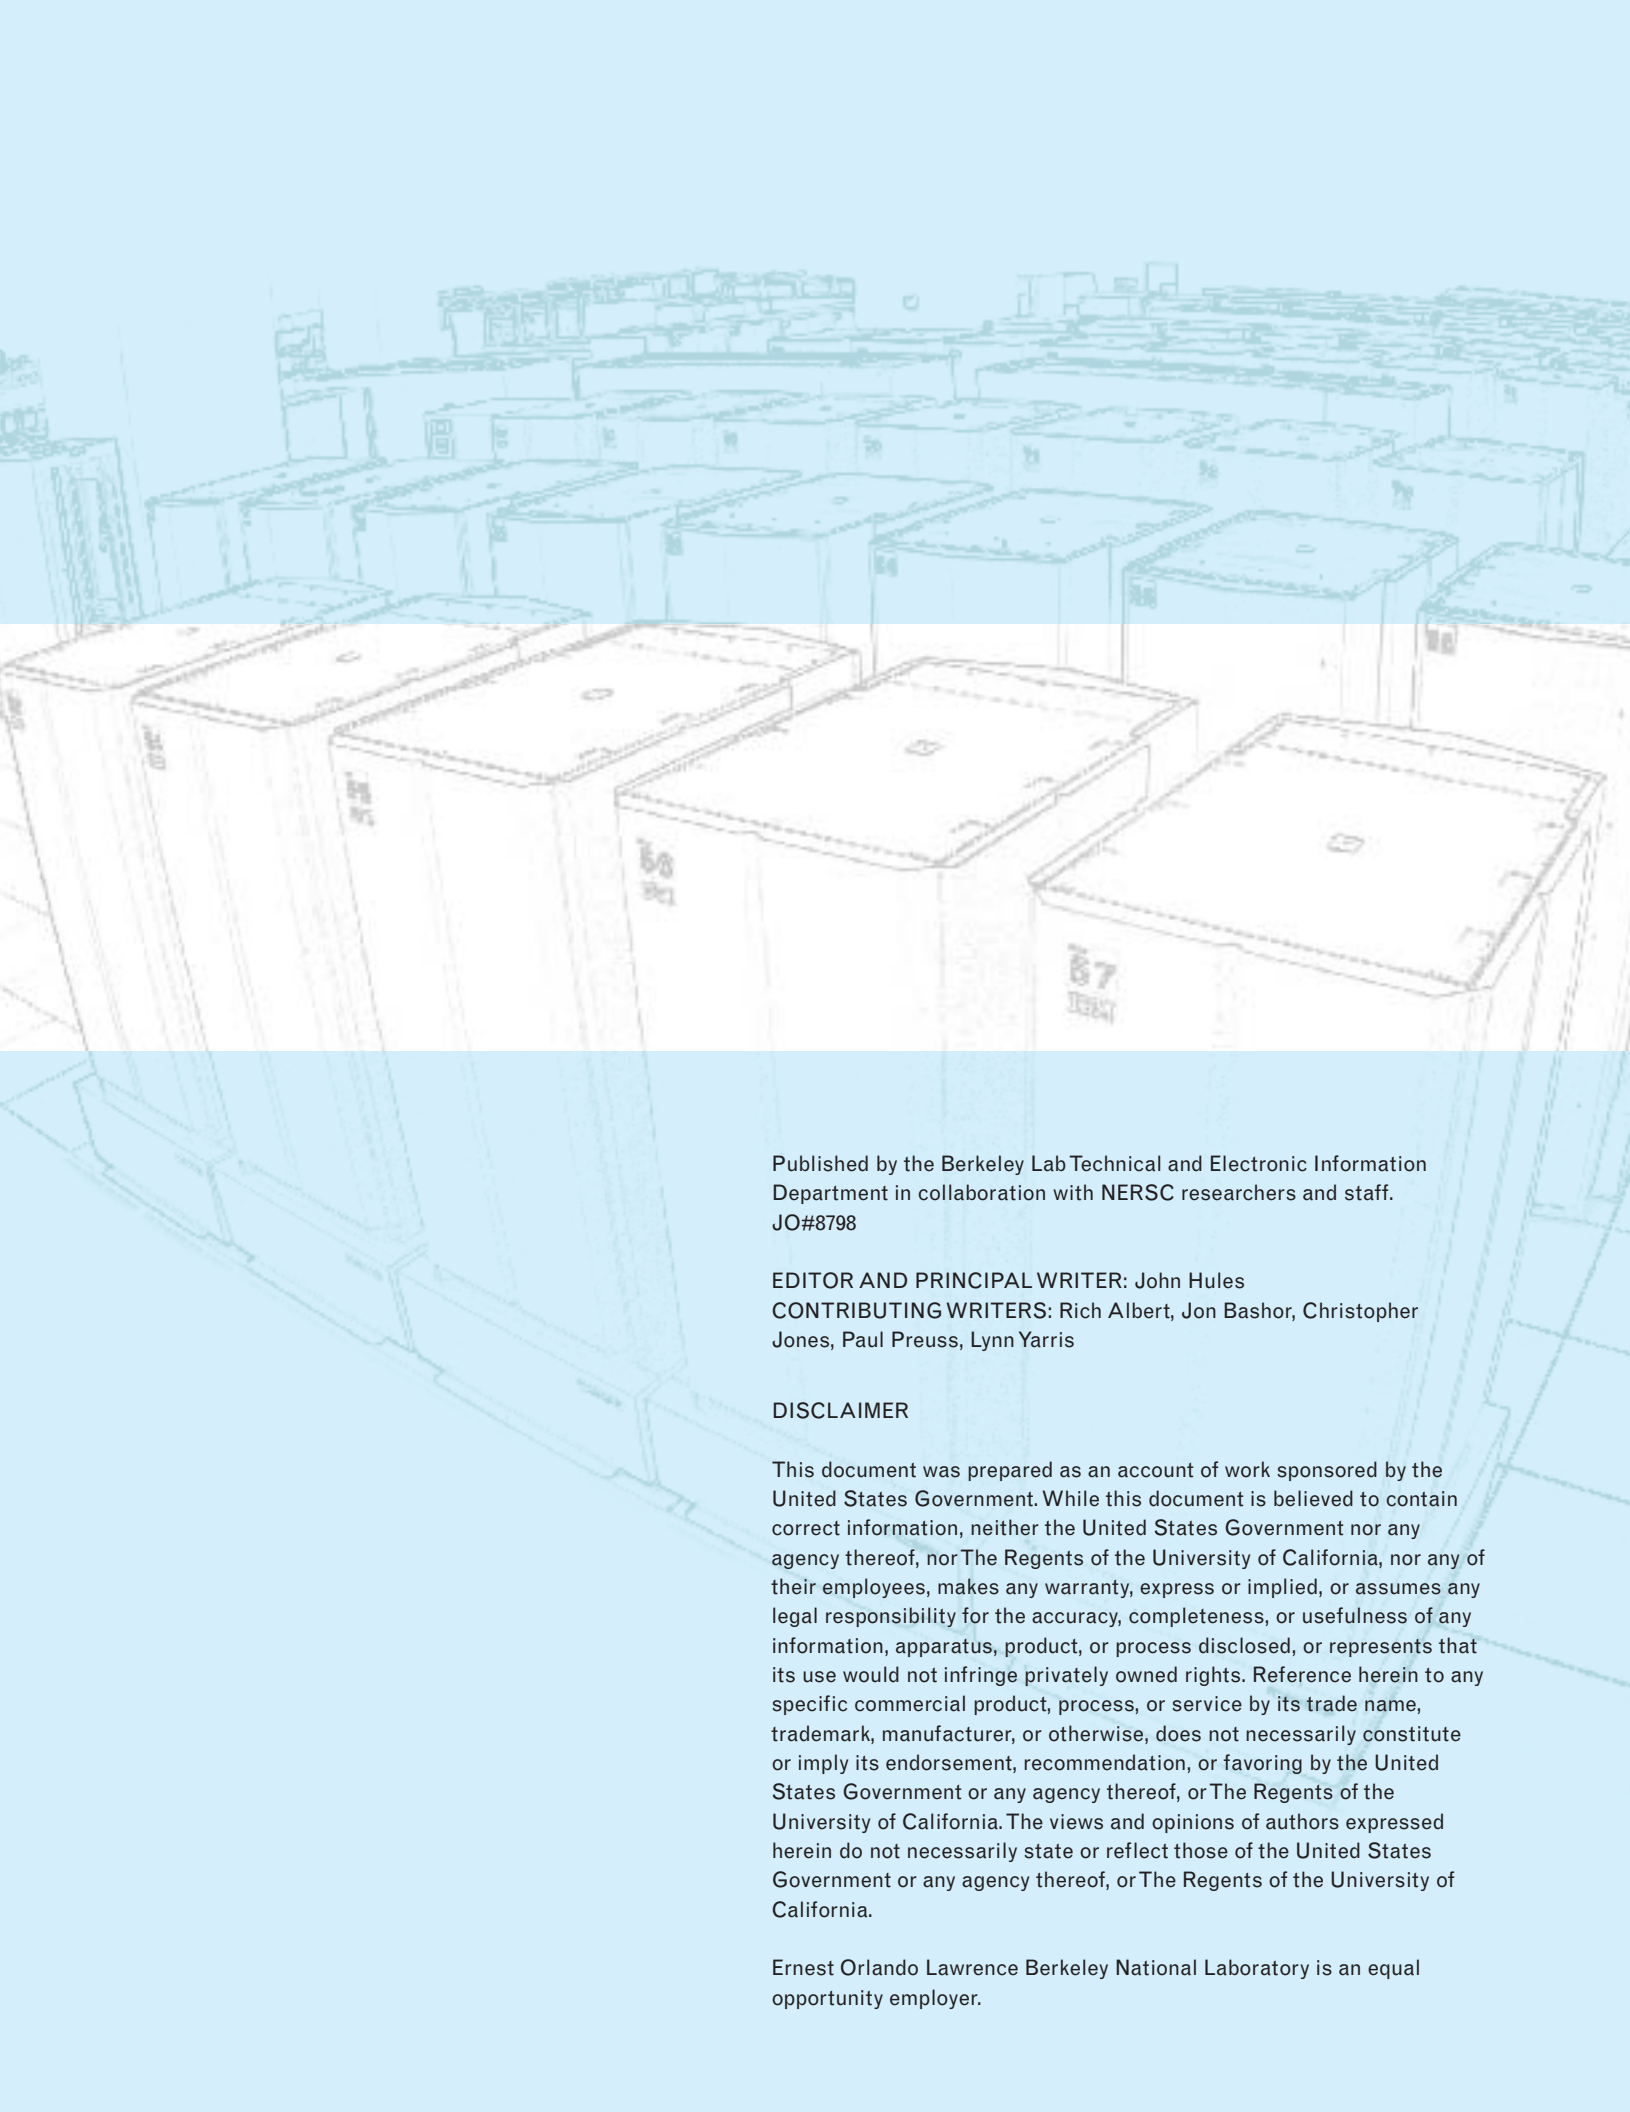 67
Published by the Berkeley Lab Technical and Electronic Information
Department in collaboration with NERSC researchers and staff.
JO#8798
EDITOR AND PRINCIPAL WRITER: John Hules
CONTRIBUTING WRITERS: Rich Albert, Jon Bashor, Christopher
Jones, Paul Preuss, Lynn Yarris
DISCLAIMER
This document was prepared as an account of work sponsored by the
United States Government. While this document is believed to contain
correct information, neither the United States Government nor any
agency thereof, nor The Regents of the University of California, nor any of
their employees, makes any warranty, express or implied, or assumes any
legal responsibility for the accuracy, completeness, or usefulness of any
information, apparatus, product, or process disclosed, or represents that
its use would not infringe privately owned rights. Reference herein to any
specific commercial product, process, or service by its trade name,
trademark, manufacturer, or otherwise, does not necessarily constitute
or imply its endorsement, recommendation, or favoring by the United
States Government or any agency thereof, or The Regents of the
University of California. The views and opinions of authors expressed
herein do not necessarily state or reflect those of the United States
Government or any agency thereof, or The Regents of the University of
California.
Ernest Orlando Lawrence Berkeley National Laboratory is an equal
opportunity employer.